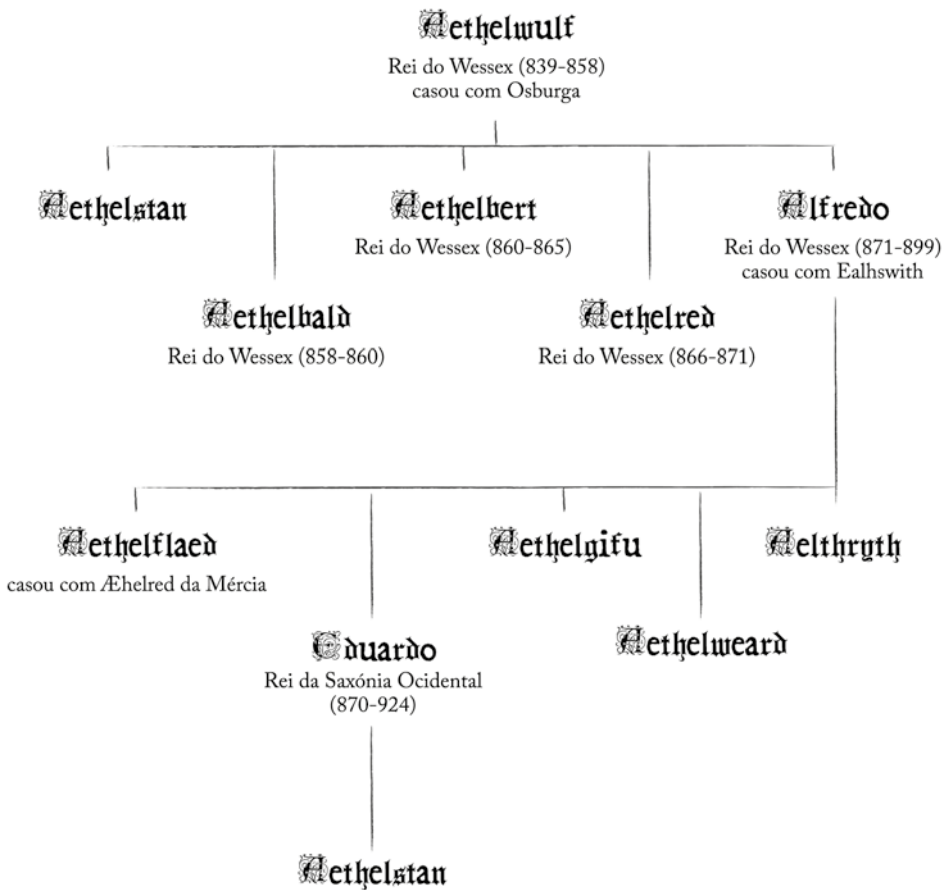 Aethelwulf
Rei do Wessex (839-858)
casou com Osburga
Aethelstan
Aethelbert
Rei do Wessex (860-865)
Alfredo
Rei do Wessex (871-899)
casou com Ealhswith
Aethelbald
Rei do Wessex (858-860)
Aethelred
Rei do Wessex (866-871)
Aethelflaed
casou com Æhelred da Mércia
Aethelgifu
Aelthryth
Eduardo
Rei da Saxónia Ocidental
(870-924)
Aethelweard
Aethelstan